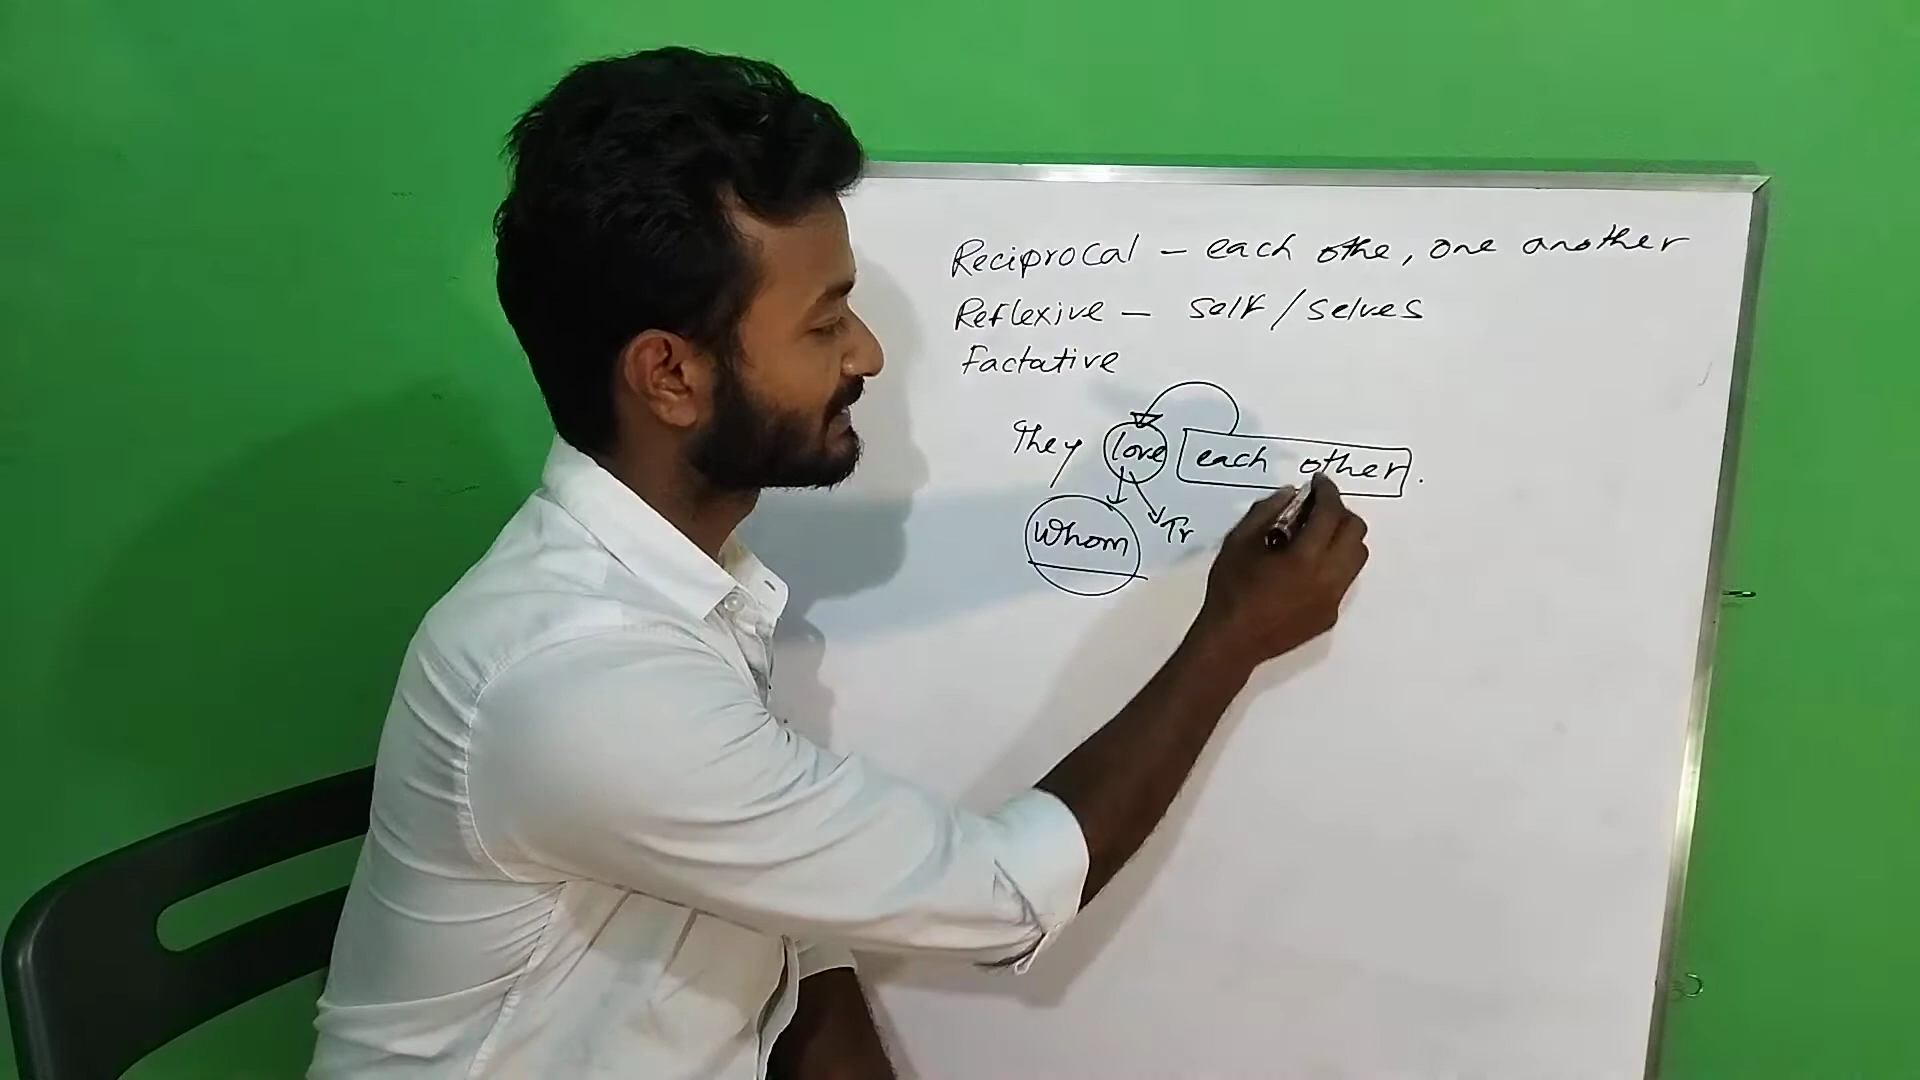 Reciprocal - each othe, one another
Reflexive - self/selves
Factative
They love each other.
Whom Tr